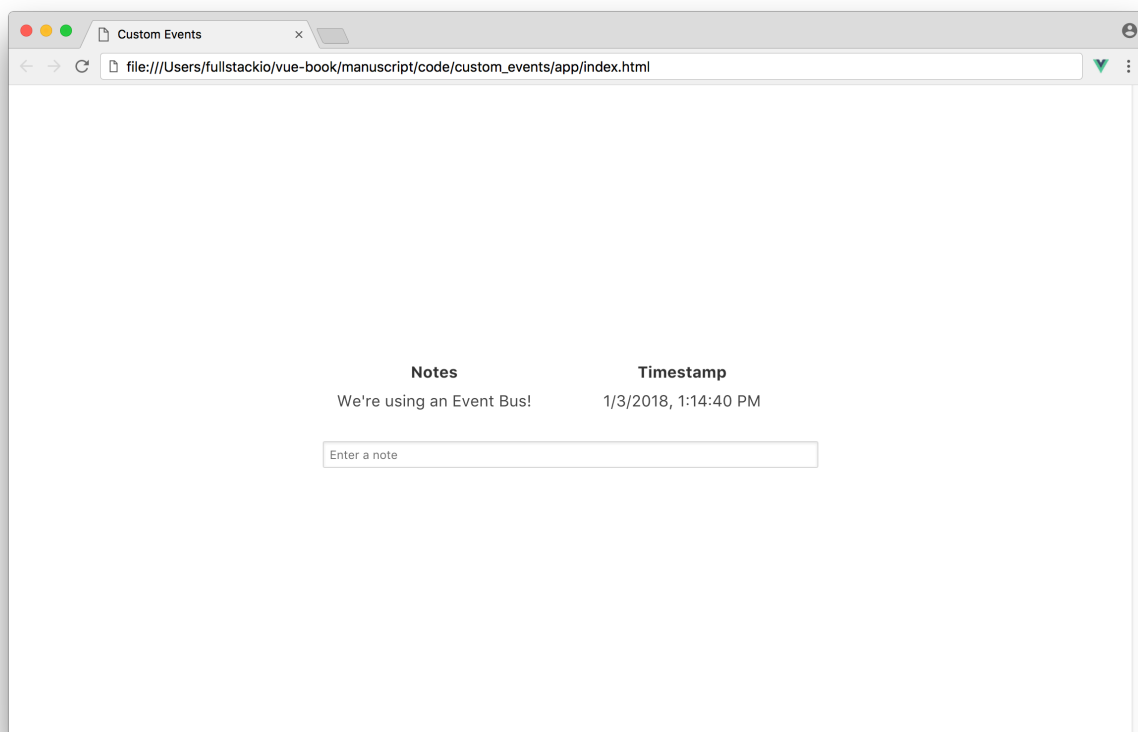 Custom Events
file:///Users/fullstackio/vue-book/manuscript/code/custom_events/app/index.html
Notes Timestamp
We're using an Event Bus! 1/3/2018, 1:14:40 PM
Enter a note